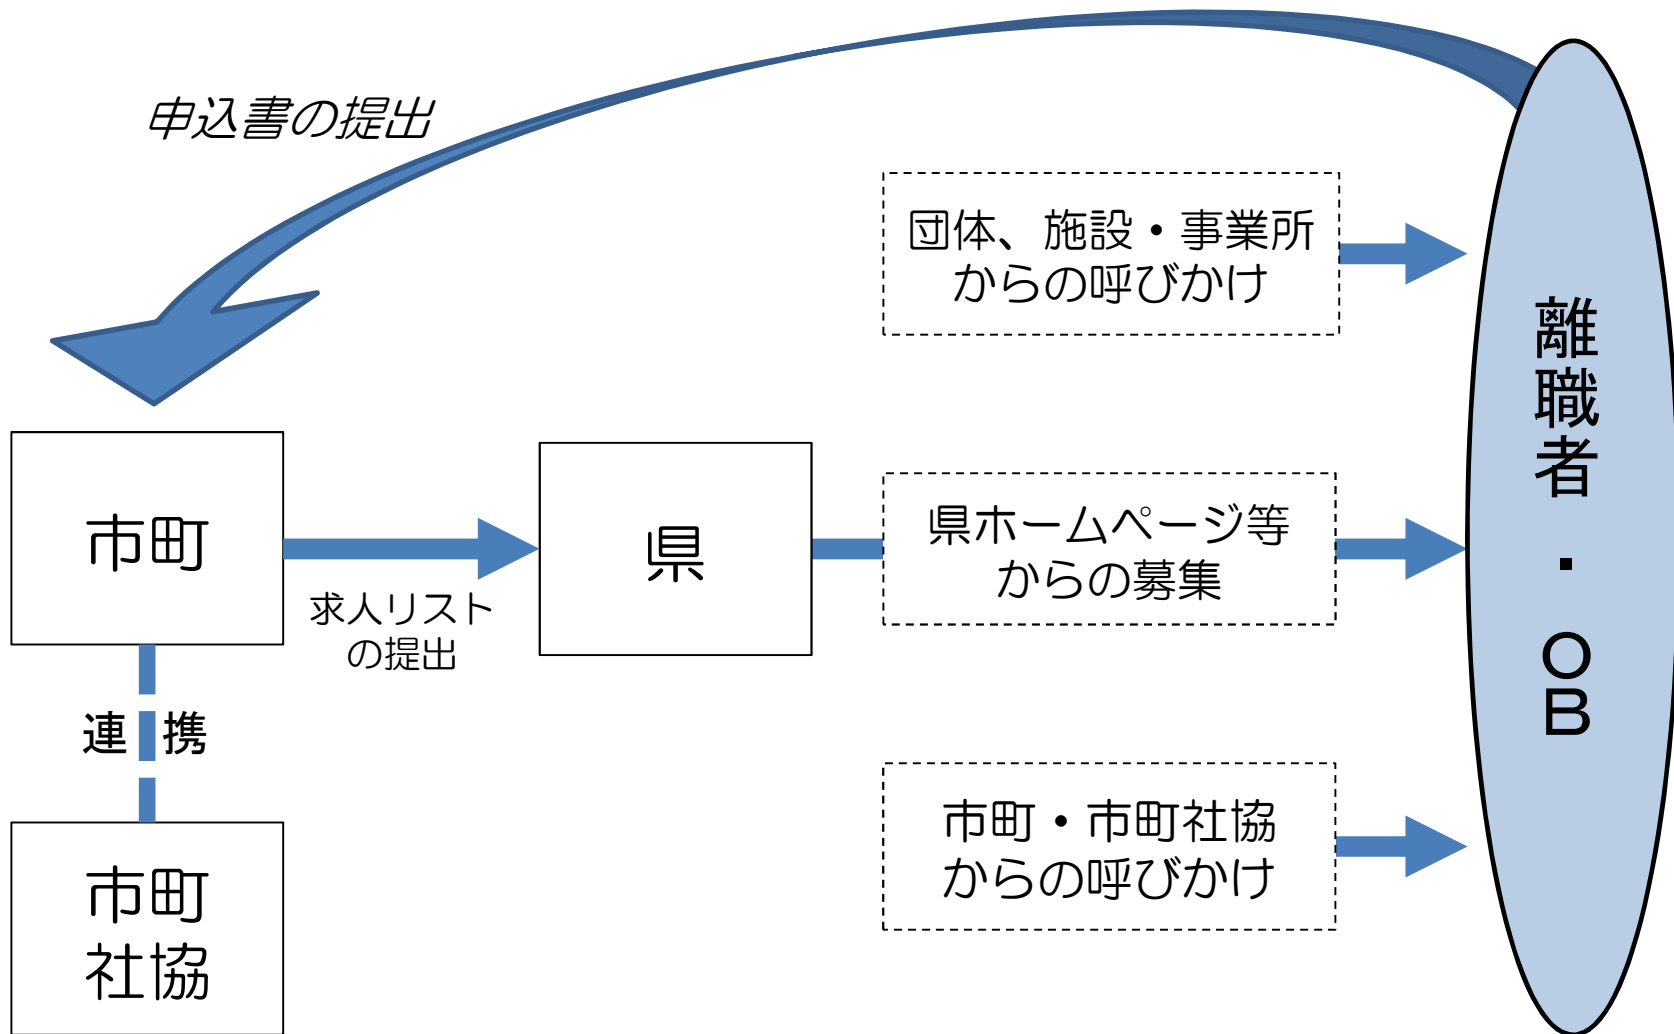 申込書の提出
団体、施設・事業所
からの呼びかけ
離職者・OB
市町
県
県ホームページ等
からの募集
求人リスト
の提出
連携
市町・市町社協
からの呼びかけ
市町
社協